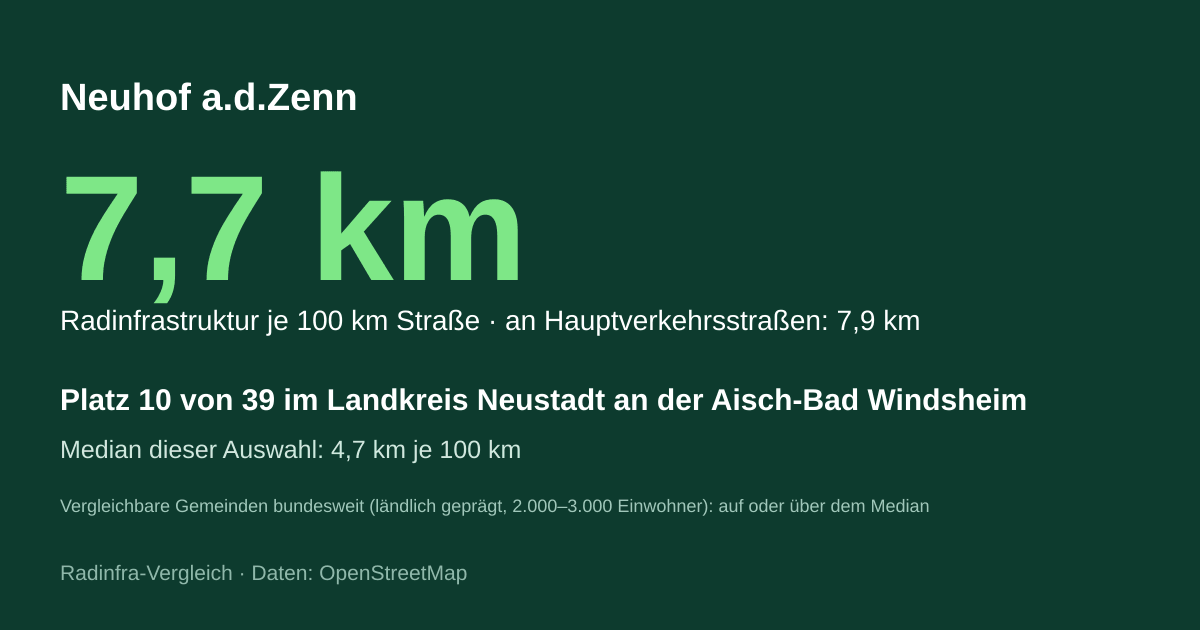 Neuhof a.d.Zenn
7,7 km
Radinfrastruktur je 100 km Straße · an Hauptverkehrsstraßen: 7,9 km
Platz 10 von 39 im Landkreis Neustadt an der Aisch-Bad Windsheim
Median dieser Auswahl: 4,7 km je 100 km
Vergleichbare Gemeinden bundesweit (ländlich geprägt, 2.000–3.000 Einwohner): auf oder über dem Median
Radinfra-Vergleich · Daten: OpenStreetMap